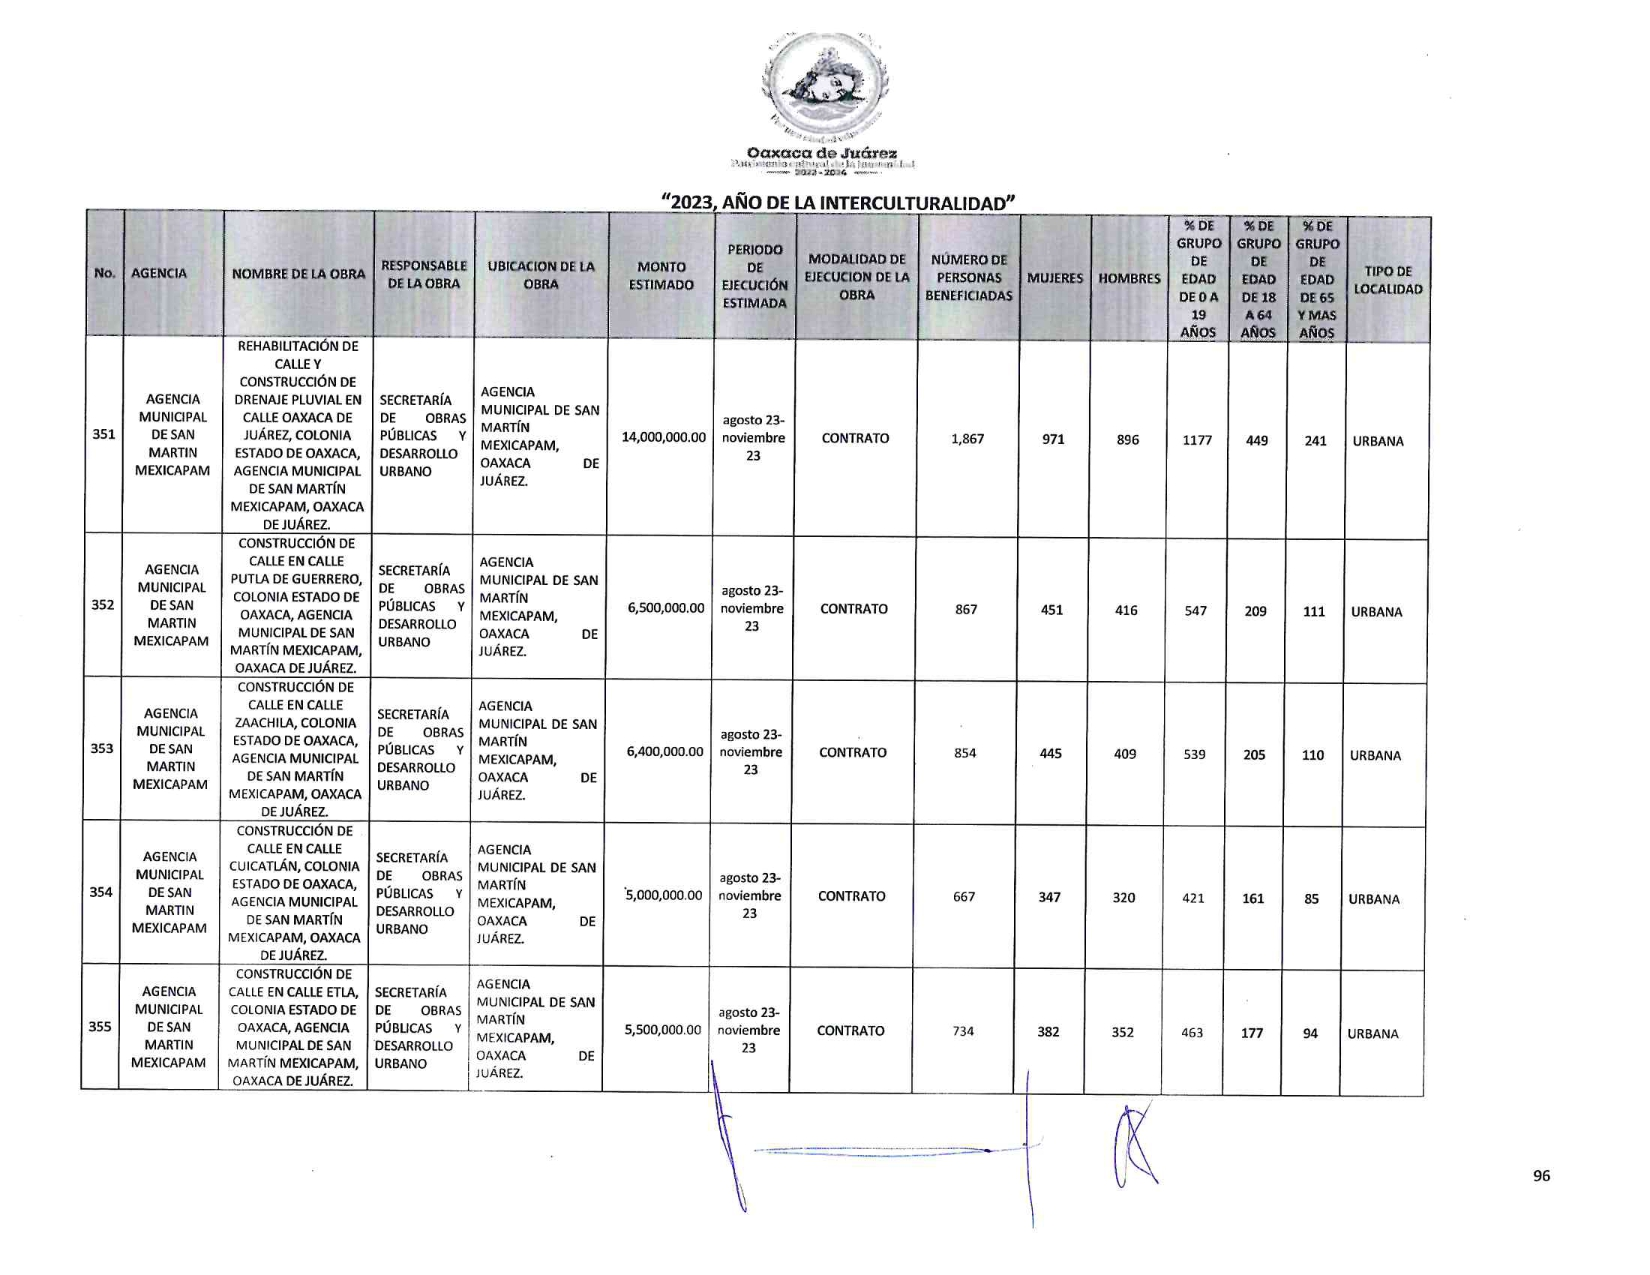 Oaxaca de Juárez
Patrimonio cultural de la humanidad
2022-2024
“2023, AÑO DE LA INTERCULTURALIDAD”
No.
AGENCIA
NOMBRE DE LA OBRA
RESPONSABLE
DE LA OBRA
UBICACION DE LA
OBRA
MONTO
ESTIMADO
PERIODO
DE
EJECUCIÓN
ESTIMADA
MODALIDAD DE
EJECUCION DE LA
OBRA
NÚMERO DE
PERSONAS
BENEFICIADAS
MUJERES
HOMBRES
% DE
GRUPO
DE
EDAD
DE 0 A
19
AÑOS
% DE
GRUPO
DE
EDAD
DE 18
A 64
AÑOS
% DE
GRUPO
DE
EDAD
DE 65
Y MAS
AÑOS
TIPO DE
LOCALIDAD
351
AGENCIA
MUNICIPAL
DE SAN
MARTIN
MEXICAPAM
REHABILITACIÓN DE
CALLE Y
CONSTRUCCIÓN DE
DRENAJE PLUVIAL EN
CALLE OAXACA DE
JUÁREZ, COLONIA
ESTADO DE OAXACA,
AGENCIA MUNICIPAL
DE SAN MARTÍN
MEXICAPAM, OAXACA
DE JUÁREZ.
SECRETARÍA
DE OBRAS
PÚBLICAS Y
DESARROLLO
URBANO
AGENCIA
MUNICIPAL DE SAN
MARTÍN
MEXICAPAM,
OAXACA DE
JUÁREZ.
14,000,000.00
agosto 23-
noviembre
23
CONTRATO
1,867
971
896
1177
449
241
URBANA
352
AGENCIA
MUNICIPAL
DE SAN
MARTIN
MEXICAPAM
CONSTRUCCIÓN DE
CALLE EN CALLE
PUTLA DE GUERRERO,
COLONIA ESTADO DE
OAXACA, AGENCIA
MUNICIPAL DE SAN
MARTÍN MEXICAPAM,
OAXACA DE JUÁREZ.
SECRETARÍA
DE OBRAS
PÚBLICAS Y
DESARROLLO
URBANO
AGENCIA
MUNICIPAL DE SAN
MARTÍN
MEXICAPAM,
OAXACA DE
JUÁREZ.
6,500,000.00
agosto 23-
noviembre
23
CONTRATO
867
451
416
547
209
111
URBANA
353
AGENCIA
MUNICIPAL
DE SAN
MARTIN
MEXICAPAM
CONSTRUCCIÓN DE
CALLE EN CALLE
ZAACHILA, COLONIA
ESTADO DE OAXACA,
AGENCIA MUNICIPAL
DE SAN MARTÍN
MEXICAPAM, OAXACA
DE JUÁREZ.
SECRETARÍA
DE OBRAS
PÚBLICAS Y
DESARROLLO
URBANO
AGENCIA
MUNICIPAL DE SAN
MARTÍN
MEXICAPAM,
OAXACA DE
JUÁREZ.
6,400,000.00
agosto 23-
noviembre
23
CONTRATO
854
445
409
539
205
110
URBANA
354
AGENCIA
MUNICIPAL
DE SAN
MARTIN
MEXICAPAM
CONSTRUCCIÓN DE
CALLE EN CALLE
CUICATLÁN, COLONIA
ESTADO DE OAXACA,
AGENCIA MUNICIPAL
DE SAN MARTÍN
MEXICAPAM, OAXACA
DE JUÁREZ.
SECRETARÍA
DE OBRAS
PÚBLICAS Y
DESARROLLO
URBANO
AGENCIA
MUNICIPAL DE SAN
MARTÍN
MEXICAPAM,
OAXACA DE
JUÁREZ.
5,000,000.00
agosto 23-
noviembre
23
CONTRATO
667
347
320
421
161
85
URBANA
355
AGENCIA
MUNICIPAL
DE SAN
MARTIN
MEXICAPAM
CONSTRUCCIÓN DE
CALLE EN CALLE ETLA,
COLONIA ESTADO DE
OAXACA, AGENCIA
MUNICIPAL DE SAN
MARTÍN MEXICAPAM,
OAXACA DE JUÁREZ.
SECRETARÍA
DE OBRAS
PÚBLICAS Y
DESARROLLO
URBANO
AGENCIA
MUNICIPAL DE SAN
MARTÍN
MEXICAPAM,
OAXACA DE
JUÁREZ.
5,500,000.00
agosto 23-
noviembre
23
CONTRATO
734
382
352
463
177
94
URBANA
96